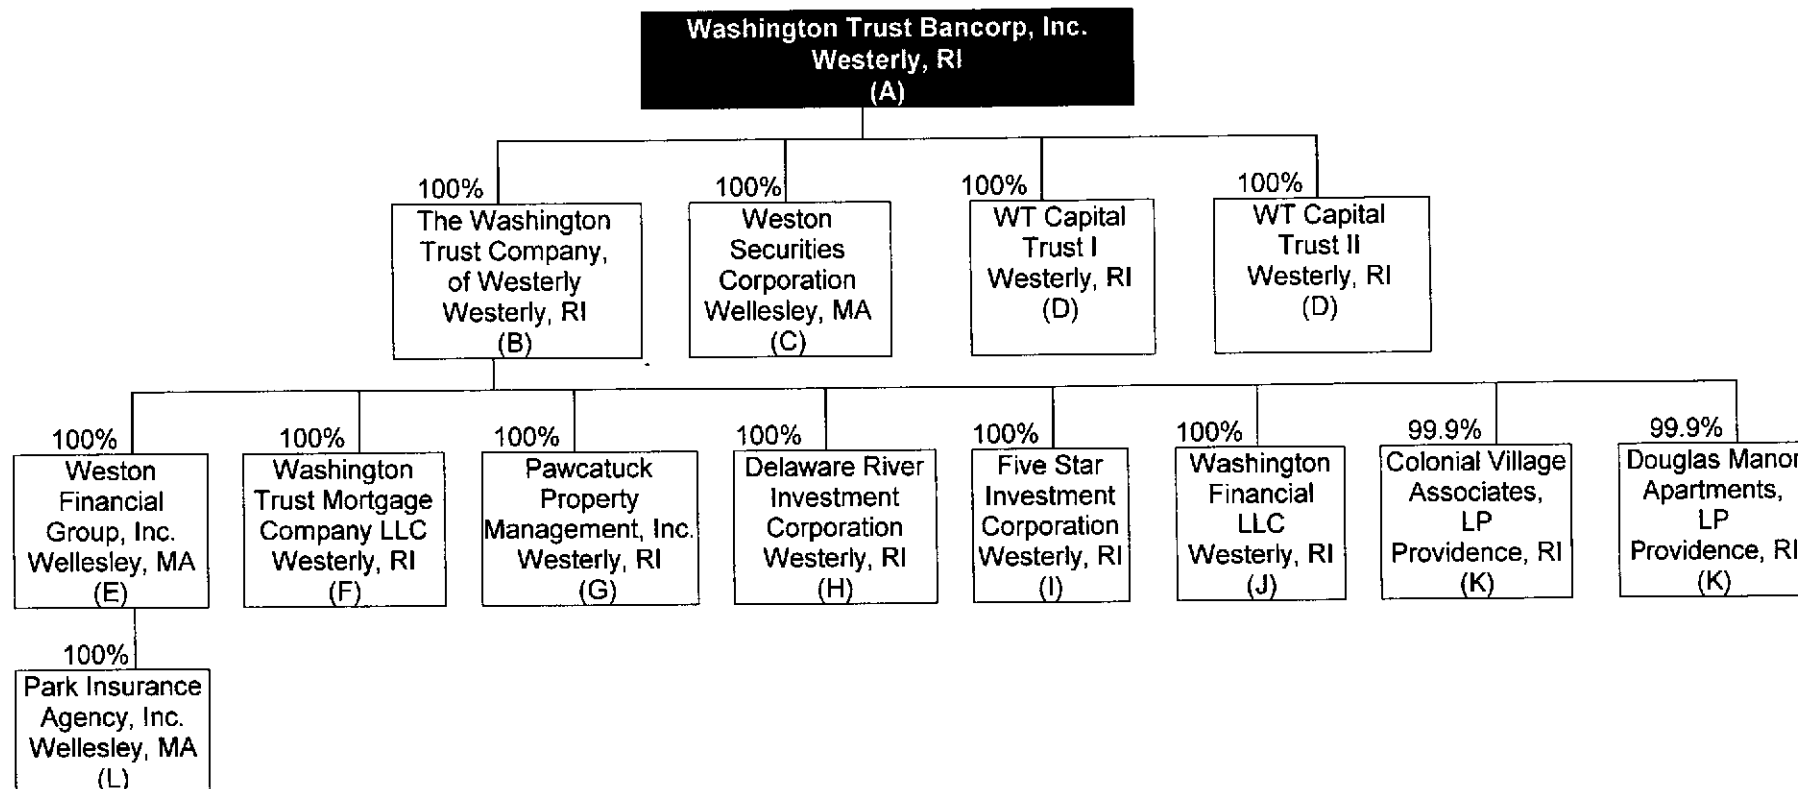 Washington Trust Bancorp, Inc.
Westerly, RI
(A)
100%
The Washington
Trust Company,
of Westerly
Westerly, RI
(B)
100%
Weston
Securities
Corporation
Wellesley, MA
(C)
100%
WT Capital
Trust I
Westerly, RI
(D)
100%
WT Capital
Trust II
Westerly, RI
(D)
100%
Weston
Financial
Group, Inc.
Wellesley, MA
(E)
100%
Washington
Trust Mortgage
Company LLC
Westerly, RI
(F)
100%
Pawcatuck
Property
Management, Inc.
Westerly, RI
(G)
100%
Delaware River
Investment
Corporation
Westerly, RI
(H)
100%
Five Star
Investment
Corporation
Westerly, RI
(I)
100%
Washington
Financial
LLC
Westerly, RI
(J)
99.9%
Colonial Village
Associates,
LP
Providence, RI
(K)
99.9%
Douglas Manor
Apartments,
LP
Providence, RI
(K)
100%
Park Insurance
Agency, Inc.
Wellesley, MA
(L)